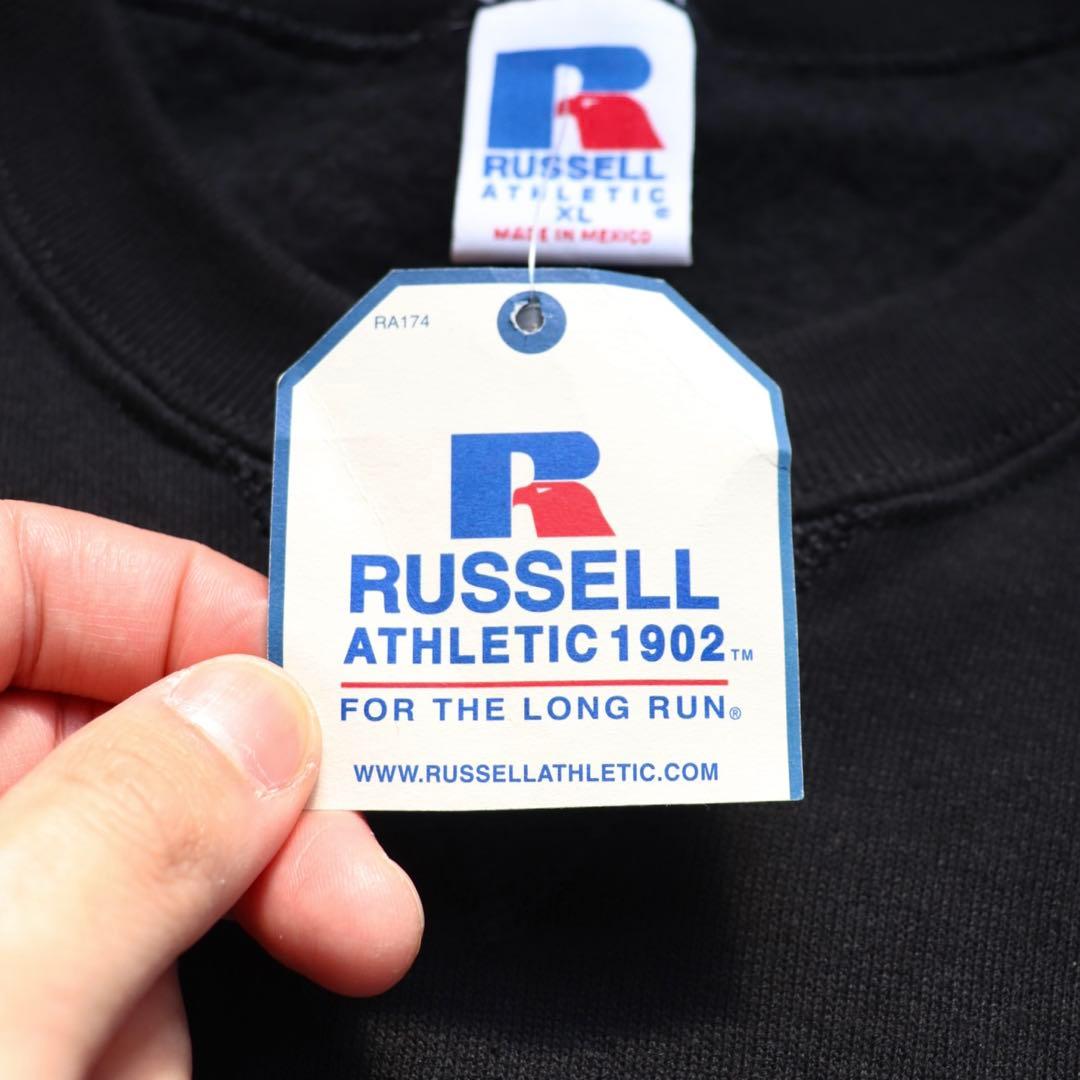 RUSSELL
ATHLETIC
XL ®
MADE IN MEXICO
RA174
RUSSELL
ATHLETIC 1902™
FOR THE LONG RUN®
WWW.RUSSELLATHLETIC.COM